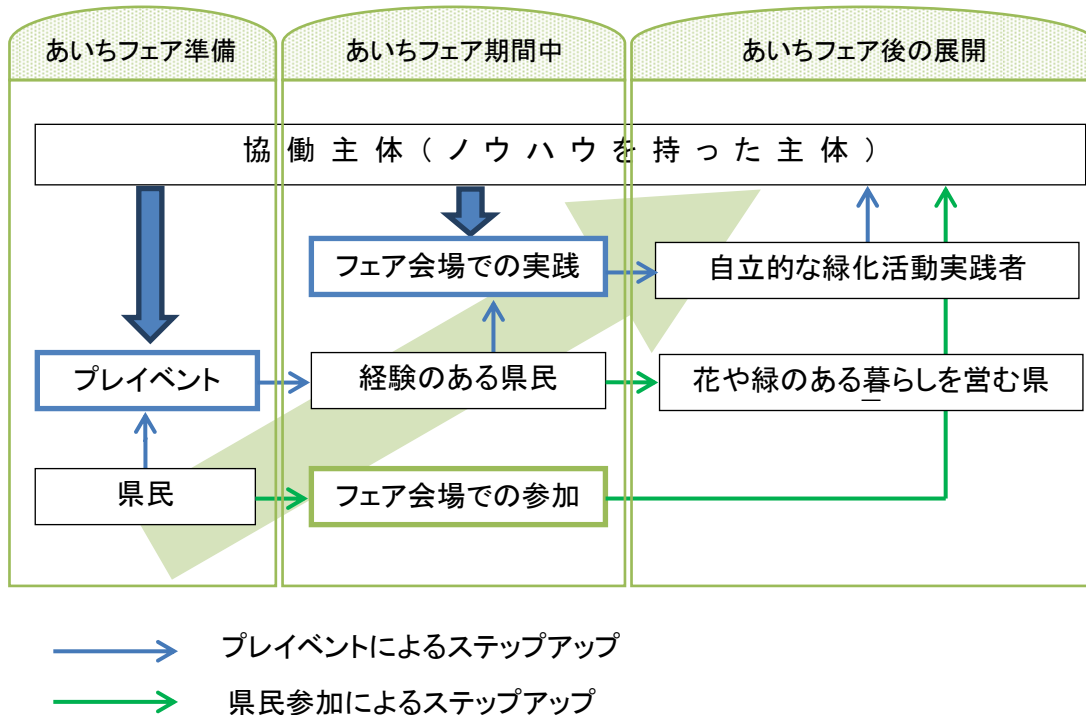 あいちフェア準備
あいちフェア期間中
あいちフェア後の展開
協働主体(ノウハウを持った主体)
フェア会場での実践
自立的な緑化活動実践者
プレイベント
経験のある県民
花や緑のある暮らしを営む県
県民
フェア会場での参加
プレイベントによるステップアップ
県民参加によるステップアップ